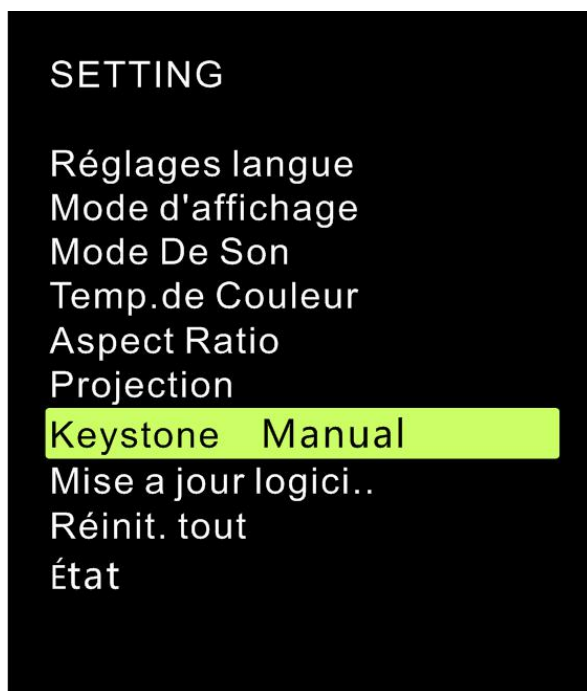 SETTING
Réglages langue
Mode d'affichage
Mode De Son
Temp.de Couleur
Aspect Ratio
Projection
Keystone Manual
Mise a jour logici..
Réinit. tout
État